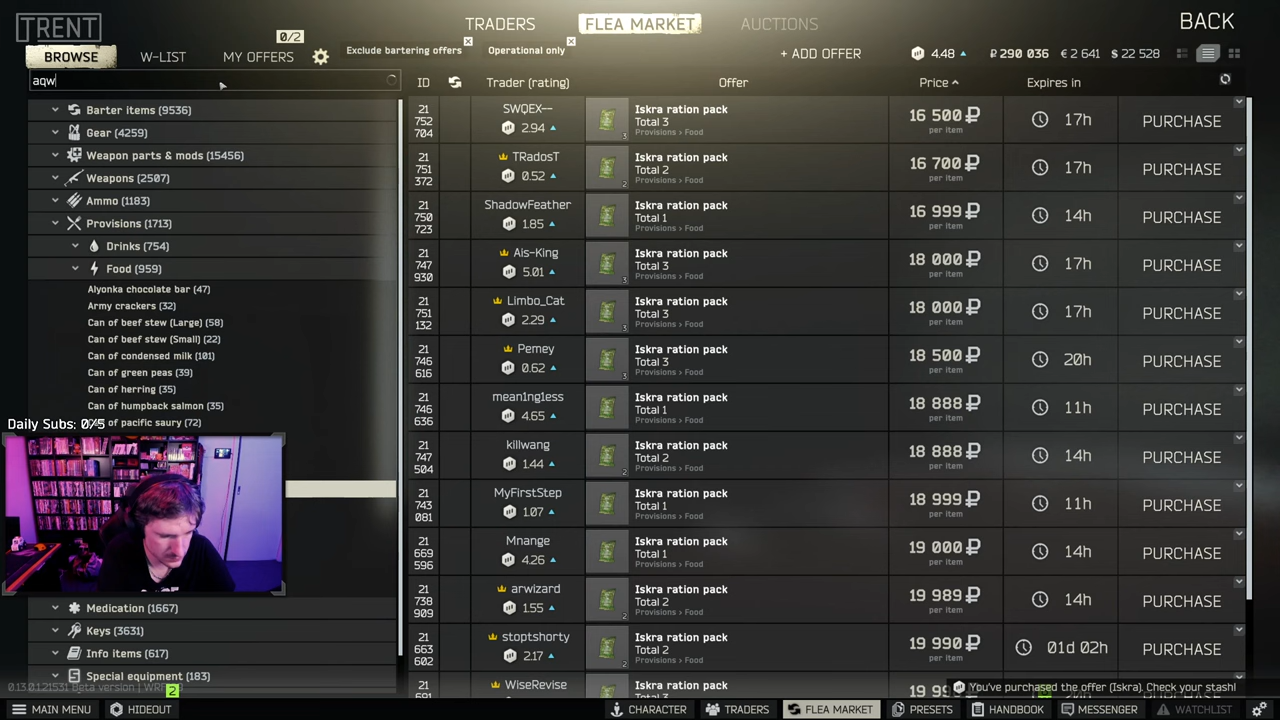 TRENT
TRADERS
FLEA MARKET
AUCTIONS
BACK
BROWSE
W-LIST
MY OFFERS
0/2
Exclude bartering offers
Operational only
+ ADD OFFER
4.48
₽ 290 036
€ 2 641
$ 22 528
aqw
ID
Trader (rating)
Offer
Price
Expires in
Barter items (9536)
Gear (4259)
Weapon parts & mods (15456)
Weapons (2507)
Ammo (1183)
Provisions (1713)
Drinks (754)
Food (959)
Alyonka chocolate bar (47)
Army crackers (32)
Can of beef stew (Large) (58)
Can of beef stew (Small) (22)
Can of condensed milk (101)
Can of green peas (39)
Can of herring (35)
Can of humpback salmon (35)
of pacific saury (72)
Daily Subs: 0/5
Medication (1667)
Keys (3631)
Info items (617)
Special equipment (183)
21 752 704
SWQEX--
2.94
Iskra ration pack
Total 3
Provisions > Food
3
16 500 ₽
per item
17h
PURCHASE
21 751 372
TRadosT
0.52
Iskra ration pack
Total 2
Provisions > Food
2
16 700 ₽
per item
17h
PURCHASE
21 750 723
ShadowFeather
1.85
Iskra ration pack
Total 1
Provisions > Food
16 999 ₽
per item
14h
PURCHASE
21 747 930
Ais-King
5.01
Iskra ration pack
Total 3
Provisions > Food
3
18 000 ₽
per item
17h
PURCHASE
21 751 132
Limbo_Cat
2.29
Iskra ration pack
Total 3
Provisions > Food
3
18 000 ₽
per item
17h
PURCHASE
21 746 616
Pemey
0.62
Iskra ration pack
Total 3
Provisions > Food
3
18 500 ₽
per item
20h
PURCHASE
21 746 636
mean1ng1ess
4.65
Iskra ration pack
Total 1
Provisions > Food
18 888 ₽
per item
11h
PURCHASE
21 747 504
killwang
1.44
Iskra ration pack
Total 2
Provisions > Food
2
18 888 ₽
per item
14h
PURCHASE
21 743 081
MyFirstStep
1.07
Iskra ration pack
Total 1
Provisions > Food
18 999 ₽
per item
11h
PURCHASE
21 669 596
Mnange
4.26
Iskra ration pack
Total 1
Provisions > Food
19 000 ₽
per item
14h
PURCHASE
21 738 909
arwizard
1.55
Iskra ration pack
Total 2
Provisions > Food
2
19 989 ₽
per item
14h
PURCHASE
21 663 602
stoptshorty
2.17
Iskra ration pack
Total 2
Provisions > Food
2
19 990 ₽
per item
01d 02h
PURCHASE
21
WiseRevise
Iskra ration pack
You've purchased the offer (Iskra). Check your stash!
0.13.0.1.21531 Beta version
2
MAIN MENU
HIDEOUT
CHARACTER
TRADERS
FLEA MARKET
PRESETS
HANDBOOK
MESSENGER
WATCHLIST